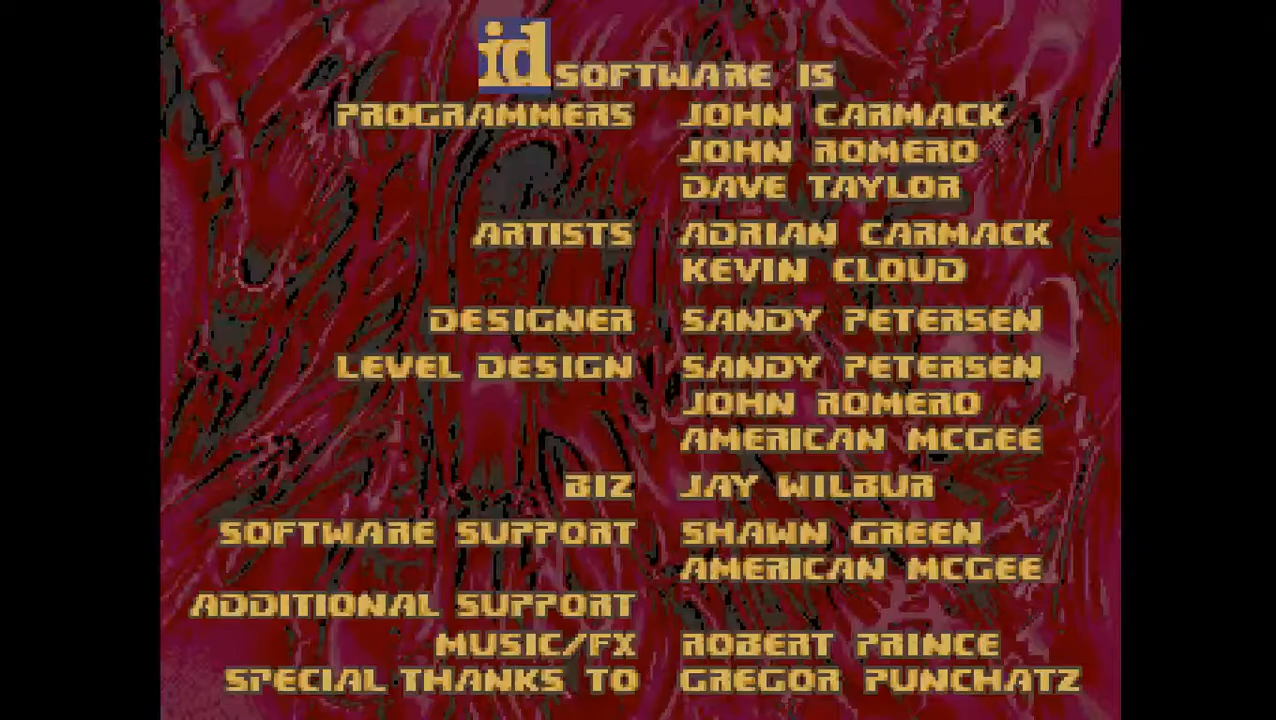 id SOFTWARE IS
PROGRAMMERS JOHN CARMACK
JOHN ROMERO
DAVE TAYLOR
ARTISTS ADRIAN CARMACK
KEVIN CLOUD
DESIGNER SANDY PETERSEN
LEVEL DESIGN SANDY PETERSEN
JOHN ROMERO
AMERICAN MCGEE
BIZ JAY WILBUR
SOFTWARE SUPPORT SHAWN GREEN
AMERICAN MCGEE
ADDITIONAL SUPPORT
MUSIC/FX ROBERT PRINCE
SPECIAL THANKS TO GREGOR PUNCHATZ